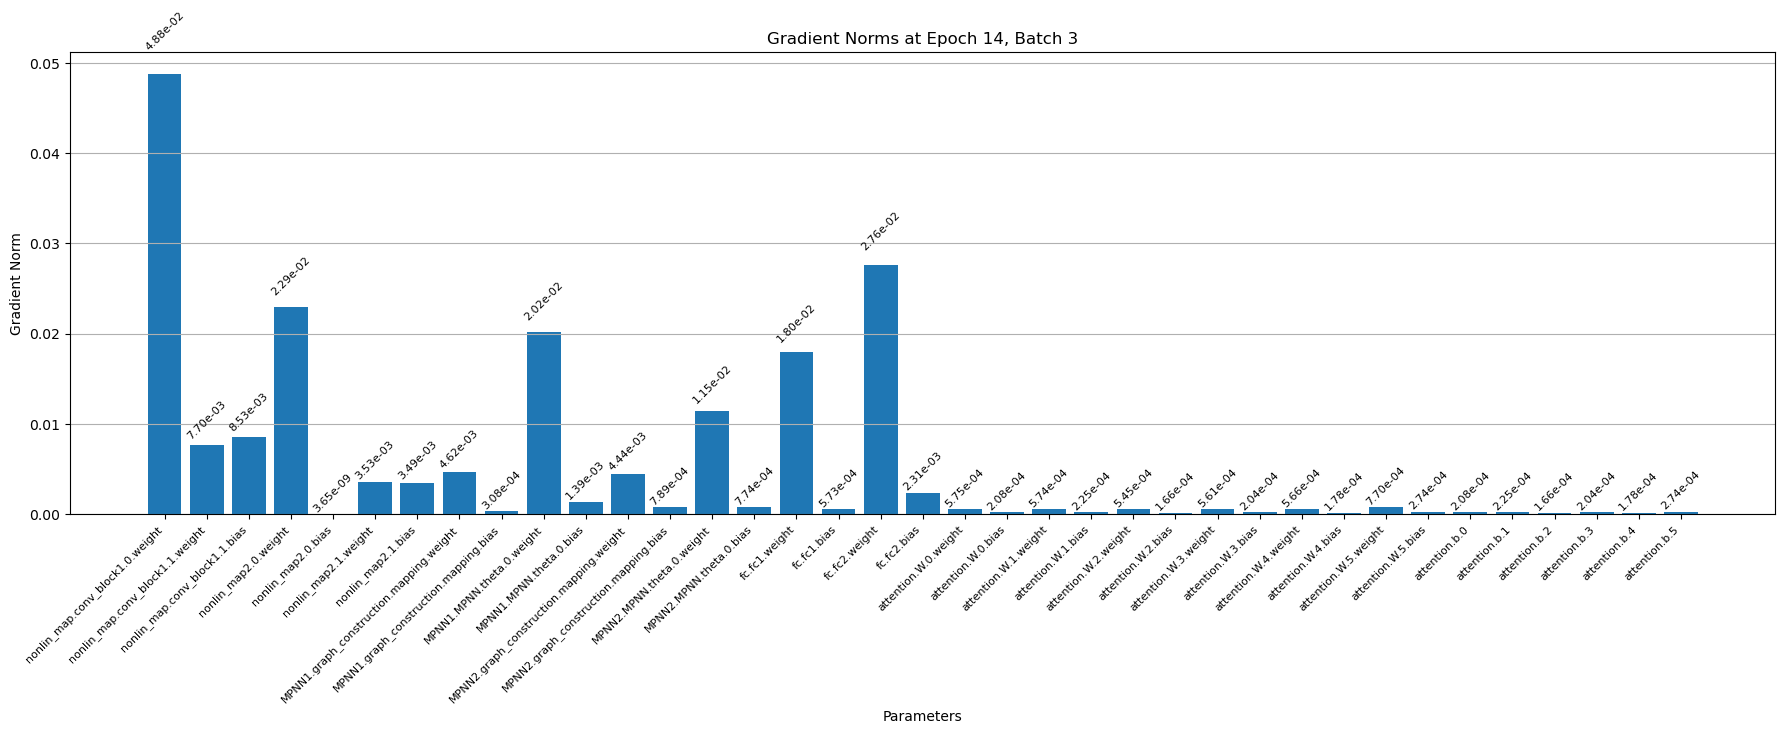 Gradient Norms at Epoch 14, Batch 3
Gradient Norm
0.05
0.04
0.03
0.02
0.01
0.00
4.88e-02
7.70e-03
8.53e-03
2.29e-02
3.65e-09
3.53e-03
3.49e-03
4.62e-03
3.08e-04
2.02e-02
1.39e-03
4.44e-03
7.89e-04
1.15e-02
7.74e-04
1.80e-02
5.73e-04
2.76e-02
2.31e-03
5.75e-04
2.08e-04
5.74e-04
2.25e-04
5.45e-04
1.66e-04
5.61e-04
2.04e-04
5.66e-04
1.78e-04
7.70e-04
2.74e-04
2.08e-04
2.25e-04
1.66e-04
2.04e-04
1.78e-04
2.74e-04
nonlin_map.conv_block1.0.weight
nonlin_map.conv_block1.1.weight
nonlin_map.conv_block1.1.bias
nonlin_map2.0.weight
nonlin_map2.0.bias
nonlin_map2.1.weight
nonlin_map2.1.bias
MPNN1.graph_construction.mapping.weight
MPNN1.graph_construction.mapping.bias
MPNN1.MPNN.theta.0.weight
MPNN1.MPNN.theta.0.bias
MPNN2.graph_construction.mapping.weight
MPNN2.graph_construction.mapping.bias
MPNN2.MPNN.theta.0.weight
MPNN2.MPNN.theta.0.bias
fc.fc1.weight
fc.fc1.bias
fc.fc2.weight
fc.fc2.bias
attention.W.0.weight
attention.W.0.bias
attention.W.1.weight
attention.W.1.bias
attention.W.2.weight
attention.W.2.bias
attention.W.3.weight
attention.W.3.bias
attention.W.4.weight
attention.W.4.bias
attention.W.5.weight
attention.W.5.bias
attention.b.0
attention.b.1
attention.b.2
attention.b.3
attention.b.4
attention.b.5
Parameters